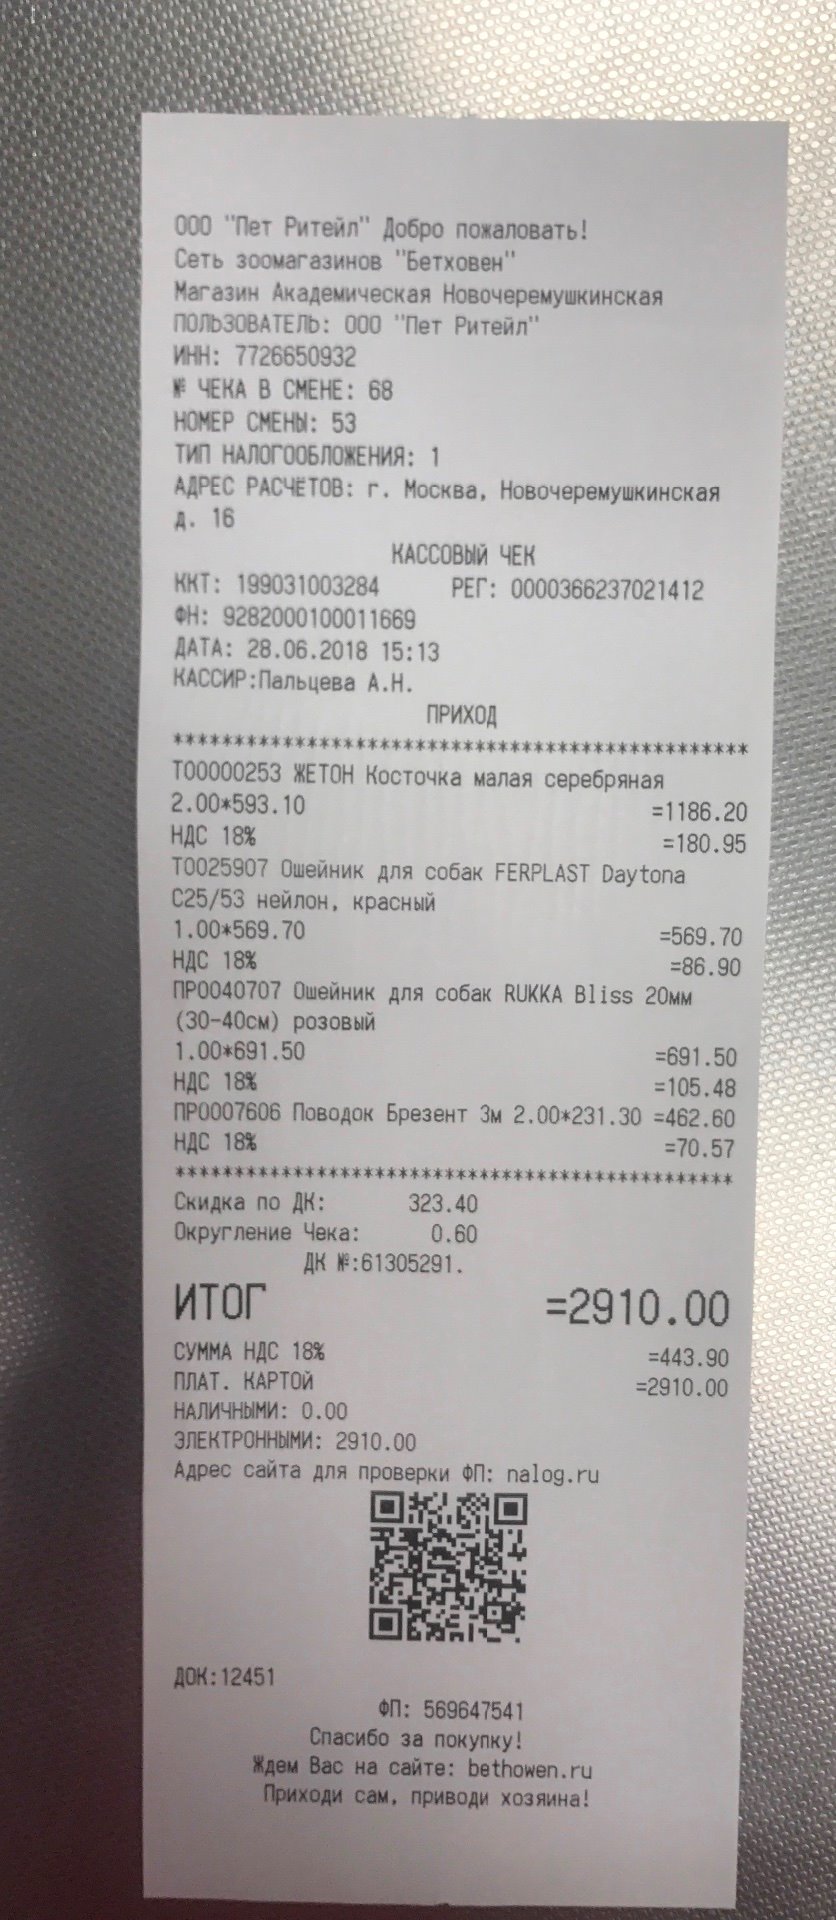 ООО "Пет Ритейл" Добро пожаловать!
Сеть зоомагазинов "Бетховен"
Магазин Академическая Новочеремушкинская
ПОЛЬЗОВАТЕЛЬ: ООО "Пет Ритейл"
ИНН: 7726650932
№ ЧЕКА В СМЕНЕ: 68
НОМЕР СМЕНЫ: 53
ТИП НАЛОГООБЛОЖЕНИЯ: 1
АДРЕС РАСЧЁТОВ: г. Москва, Новочеремушкинская
д. 16
КАССОВЫЙ ЧЕК
ККТ: 199031003284 РЕГ: 0000366237021412
ФН: 9282000100011669
ДАТА: 28.06.2018 15:13
КАССИР:Пальцева А.Н.
ПРИХОД
************************************************
Т00000253 ЖЕТОН Косточка малая серебряная
2.00*593.10 =1186.20
НДС 18% =180.95
Т0025907 Ошейник для собак FERPLAST Daytona
C25/53 нейлон, красный
1.00*569.70 =569.70
НДС 18% =86.90
ПР0040707 Ошейник для собак RUKKA Bliss 20мм
(30-40см) розовый
1.00*691.50 =691.50
НДС 18% =105.48
ПР0007606 Поводок Брезент 3м 2.00*231.30 =462.60
НДС 18% =70.57
************************************************
Скидка по ДК: 323.40
Округление Чека: 0.60
ДК №:61305291.
ИТОГ =2910.00
СУММА НДС 18% =443.90
ПЛАТ. КАРТОЙ =2910.00
НАЛИЧНЫМИ: 0.00
ЭЛЕКТРОННЫМИ: 2910.00
Адрес сайта для проверки ФП: nalog.ru
ДОК:12451
ФП: 569647541
Спасибо за покупку!
Ждем Вас на сайте: bethowen.ru
Приходи сам, приводи хозяина!